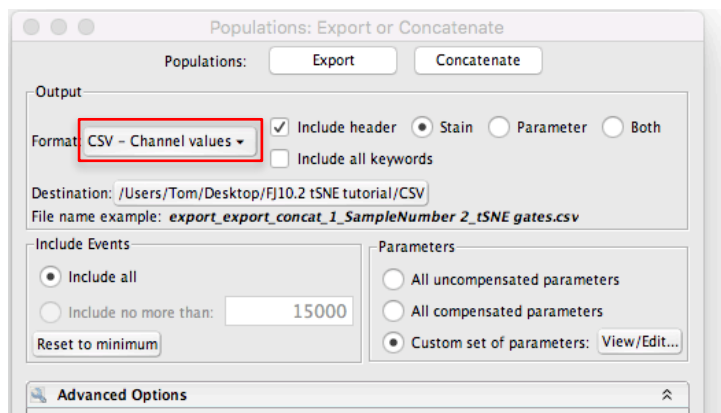 Populations: Export or Concatenate
Populations: Export Concatenate
Output
Format: CSV – Channel values Include header Stain Parameter Both
Include all keywords
Destination: /Users/Tom/Desktop/FJ10.2 tSNE tutorial/CSV
File name example: export_export_concat_1_SampleNumber 2_tSNE gates.csv
Include Events
Include all
Include no more than: 15000
Reset to minimum
Parameters
All uncompensated parameters
All compensated parameters
Custom set of parameters: View/Edit...
Advanced Options